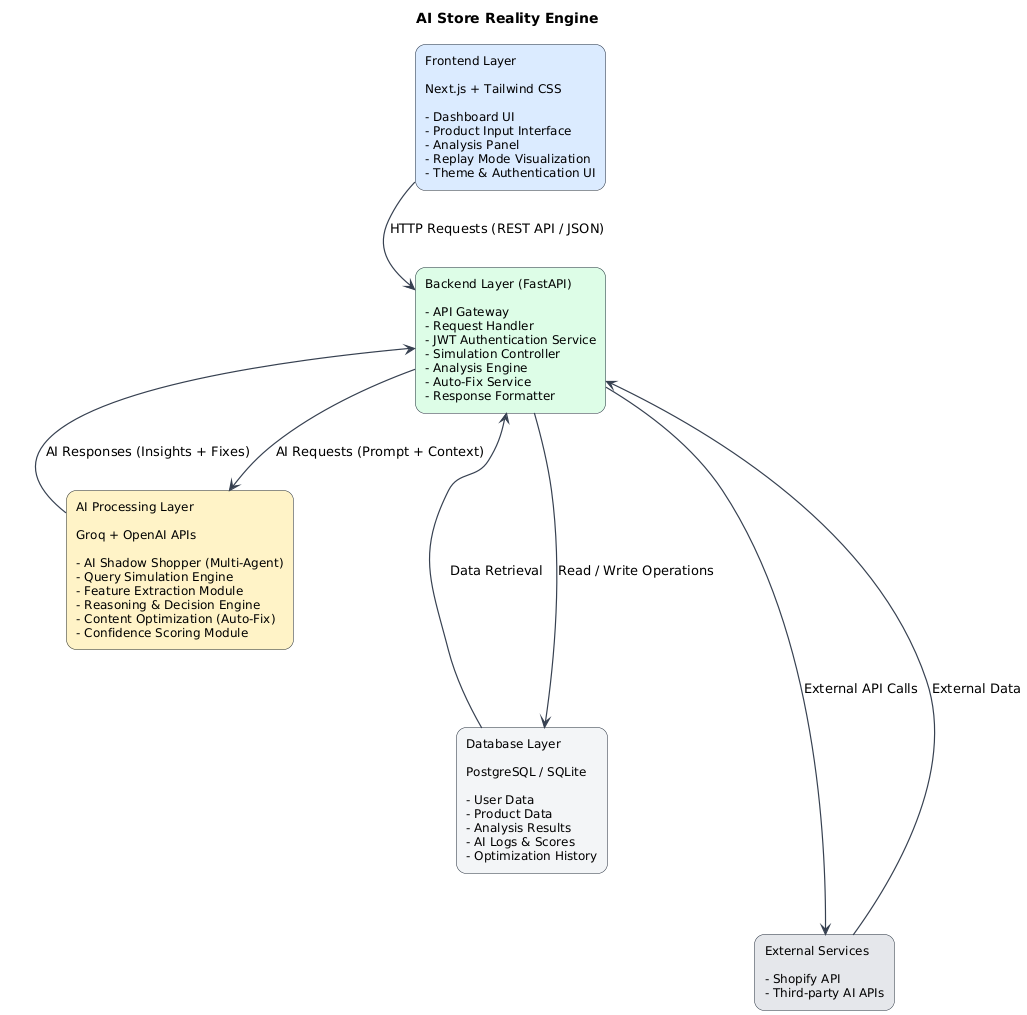 AI Store Reality Engine
Frontend Layer
Next.js + Tailwind CSS
- Dashboard UI
- Product Input Interface
- Analysis Panel
- Replay Mode Visualization
- Theme & Authentication UI
HTTP Requests (REST API / JSON)
Backend Layer (FastAPI)
- API Gateway
- Request Handler
- JWT Authentication Service
- Simulation Controller
- Analysis Engine
- Auto-Fix Service
- Response Formatter
AI Responses (Insights + Fixes)
AI Requests (Prompt + Context)
AI Processing Layer
Groq + OpenAI APIs
- AI Shadow Shopper (Multi-Agent)
- Query Simulation Engine
- Feature Extraction Module
- Reasoning & Decision Engine
- Content Optimization (Auto-Fix)
- Confidence Scoring Module
Data Retrieval
Read / Write Operations
External API Calls
External Data
Database Layer
PostgreSQL / SQLite
- User Data
- Product Data
- Analysis Results
- AI Logs & Scores
- Optimization History
External Services
- Shopify API
- Third-party AI APIs